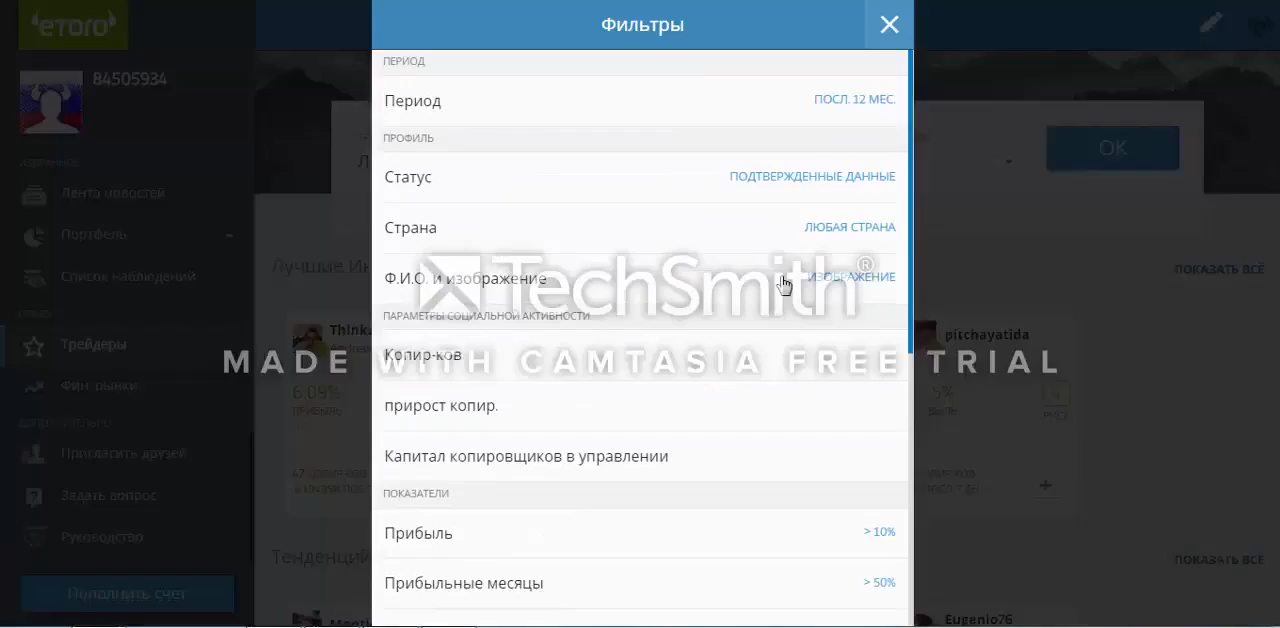 eToro
Фильтры
84505934
ПЕРИОД
Период
ПОСЛ. 12 МЕС.
ПРОФИЛЬ
Статус
ПОДТВЕРЖДЕННЫЕ ДАННЫЕ
Страна
ЛЮБАЯ СТРАНА
Ф.И.О. и изображение
ИЗОБРАЖЕНИЕ
ПАРАМЕТРЫ СОЦИАЛЬНОЙ АКТИВНОСТИ
Копир-ков
прирост копир.
Капитал копировщиков в управлении
ПОКАЗАТЕЛИ
Прибыль
> 10%
Прибыльные месяцы
> 50%
TechSmith®
MADE WITH CAMTASIA FREE TRIAL
ИЗБРАННОЕ
Лента новостей
Портфель
Список наблюдений
Трейдеры
Фин. рынки
Пригласить друзей
Задать вопрос
Руководство
Пополнить счет
OK
Лучшие
ПОКАЗАТЬ ВСЁ
pitchayatida
6.08%
ПРИБЫЛЬ
Тенденции
ПОКАЗАТЬ ВСЁ
Eugenio76